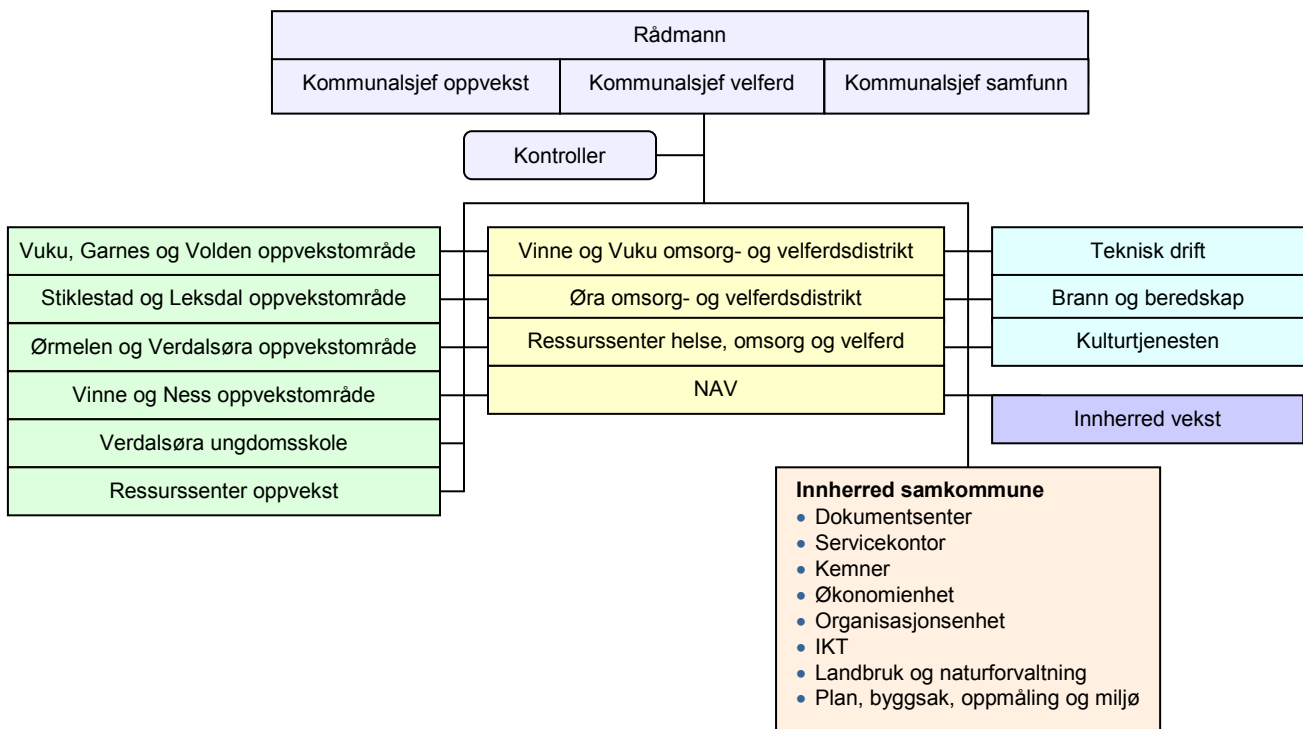 Rådmann
Kommunalsjef oppvekst
Kommunalsjef velferd
Kommunalsjef samfunn
Kontroller
Vuku, Garnes og Volden oppvekstområde
Stiklestad og Leksdal oppvekstområde
Ørmelen og Verdalsøra oppvekstområde
Vinne og Ness oppvekstområde
Verdalsøra ungdomsskole
Ressurssenter oppvekst
Vinne og Vuku omsorg- og velferdsdistrikt
Øra omsorg- og velferdsdistrikt
Ressurssenter helse, omsorg og velferd
NAV
Teknisk drift
Brann og beredskap
Kulturtjenesten
Innherred vekst
Innherred samkommune
• Dokumentsenter
• Servicekontor
• Kemner
• Økonomienhet
• Organisasjonsenhet
• IKT
• Landbruk og naturforvaltning
• Plan, byggsak, oppmåling og miljø